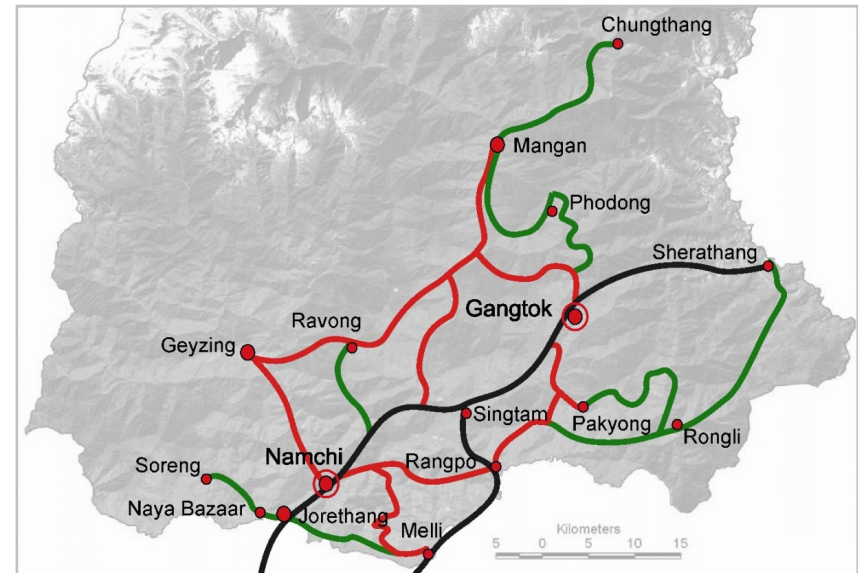 Chungthang
Mangan
Phodong
Sherathang
Gangtok
Ravong
Geyzing
Singtam
Pakyong
Rongli
Namchi
Rangpo
Soreng
Naya Bazaar
Jorethang
Melli
Kilometers
5 0 5 10 15